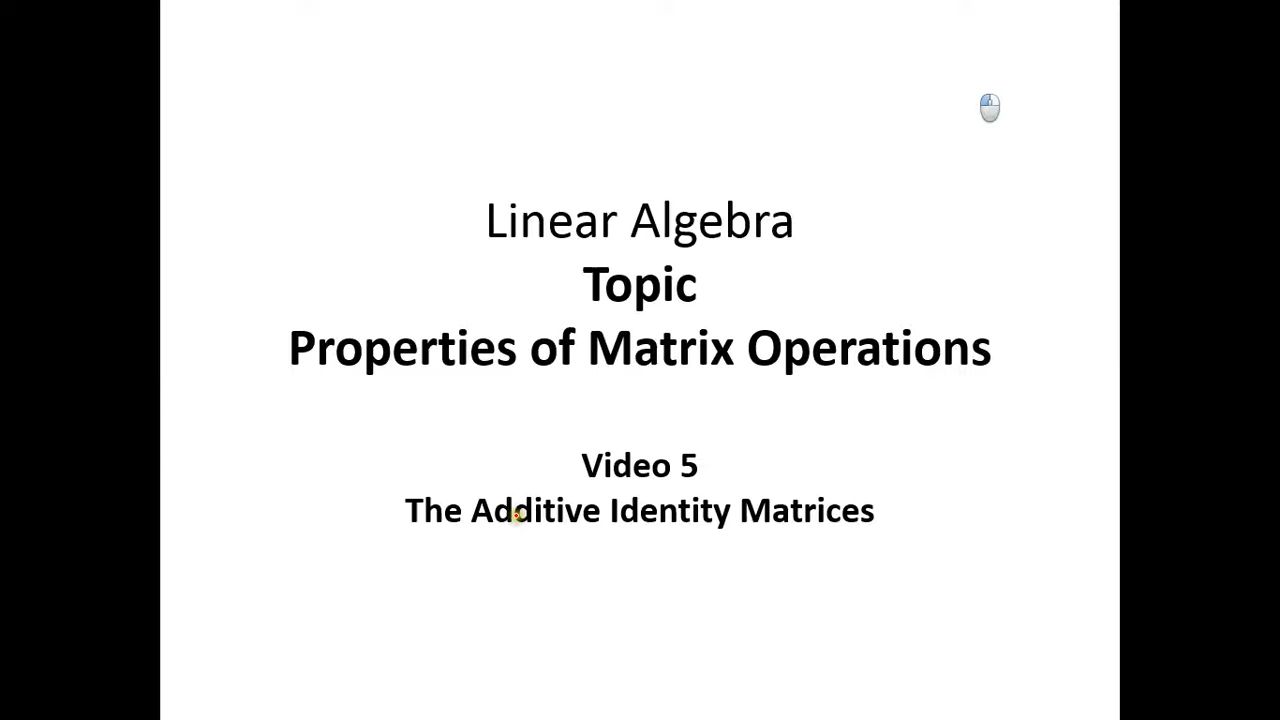 Linear Algebra
Topic
Properties of Matrix Operations
Video 5
The Additive Identity Matrices